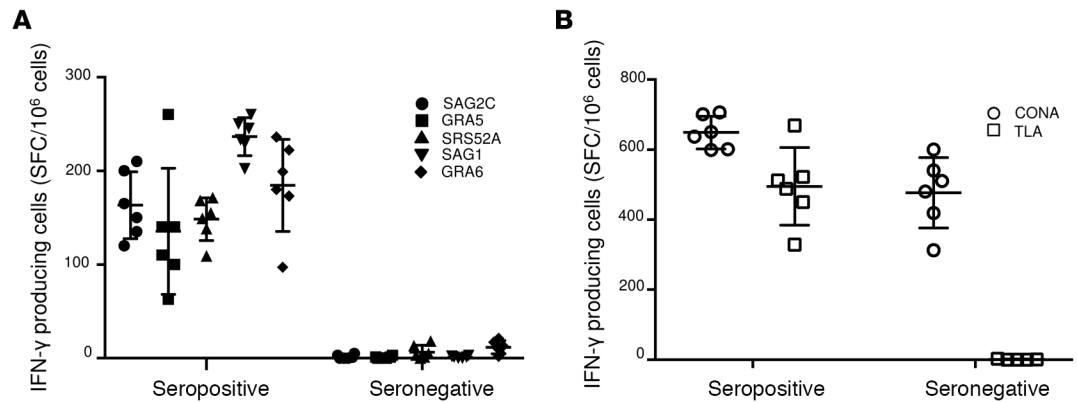 A
IFN-γ producing cells (SFC/10⁶ cells)
300
200
100
0
SAG2C
GRA5
SRS52A
SAG1
GRA6
Seropositive
Seronegative
B
IFN-γ producing cells (SFC/10⁶ cells)
800
600
400
200
0
CONA
TLA
Seropositive
Seronegative